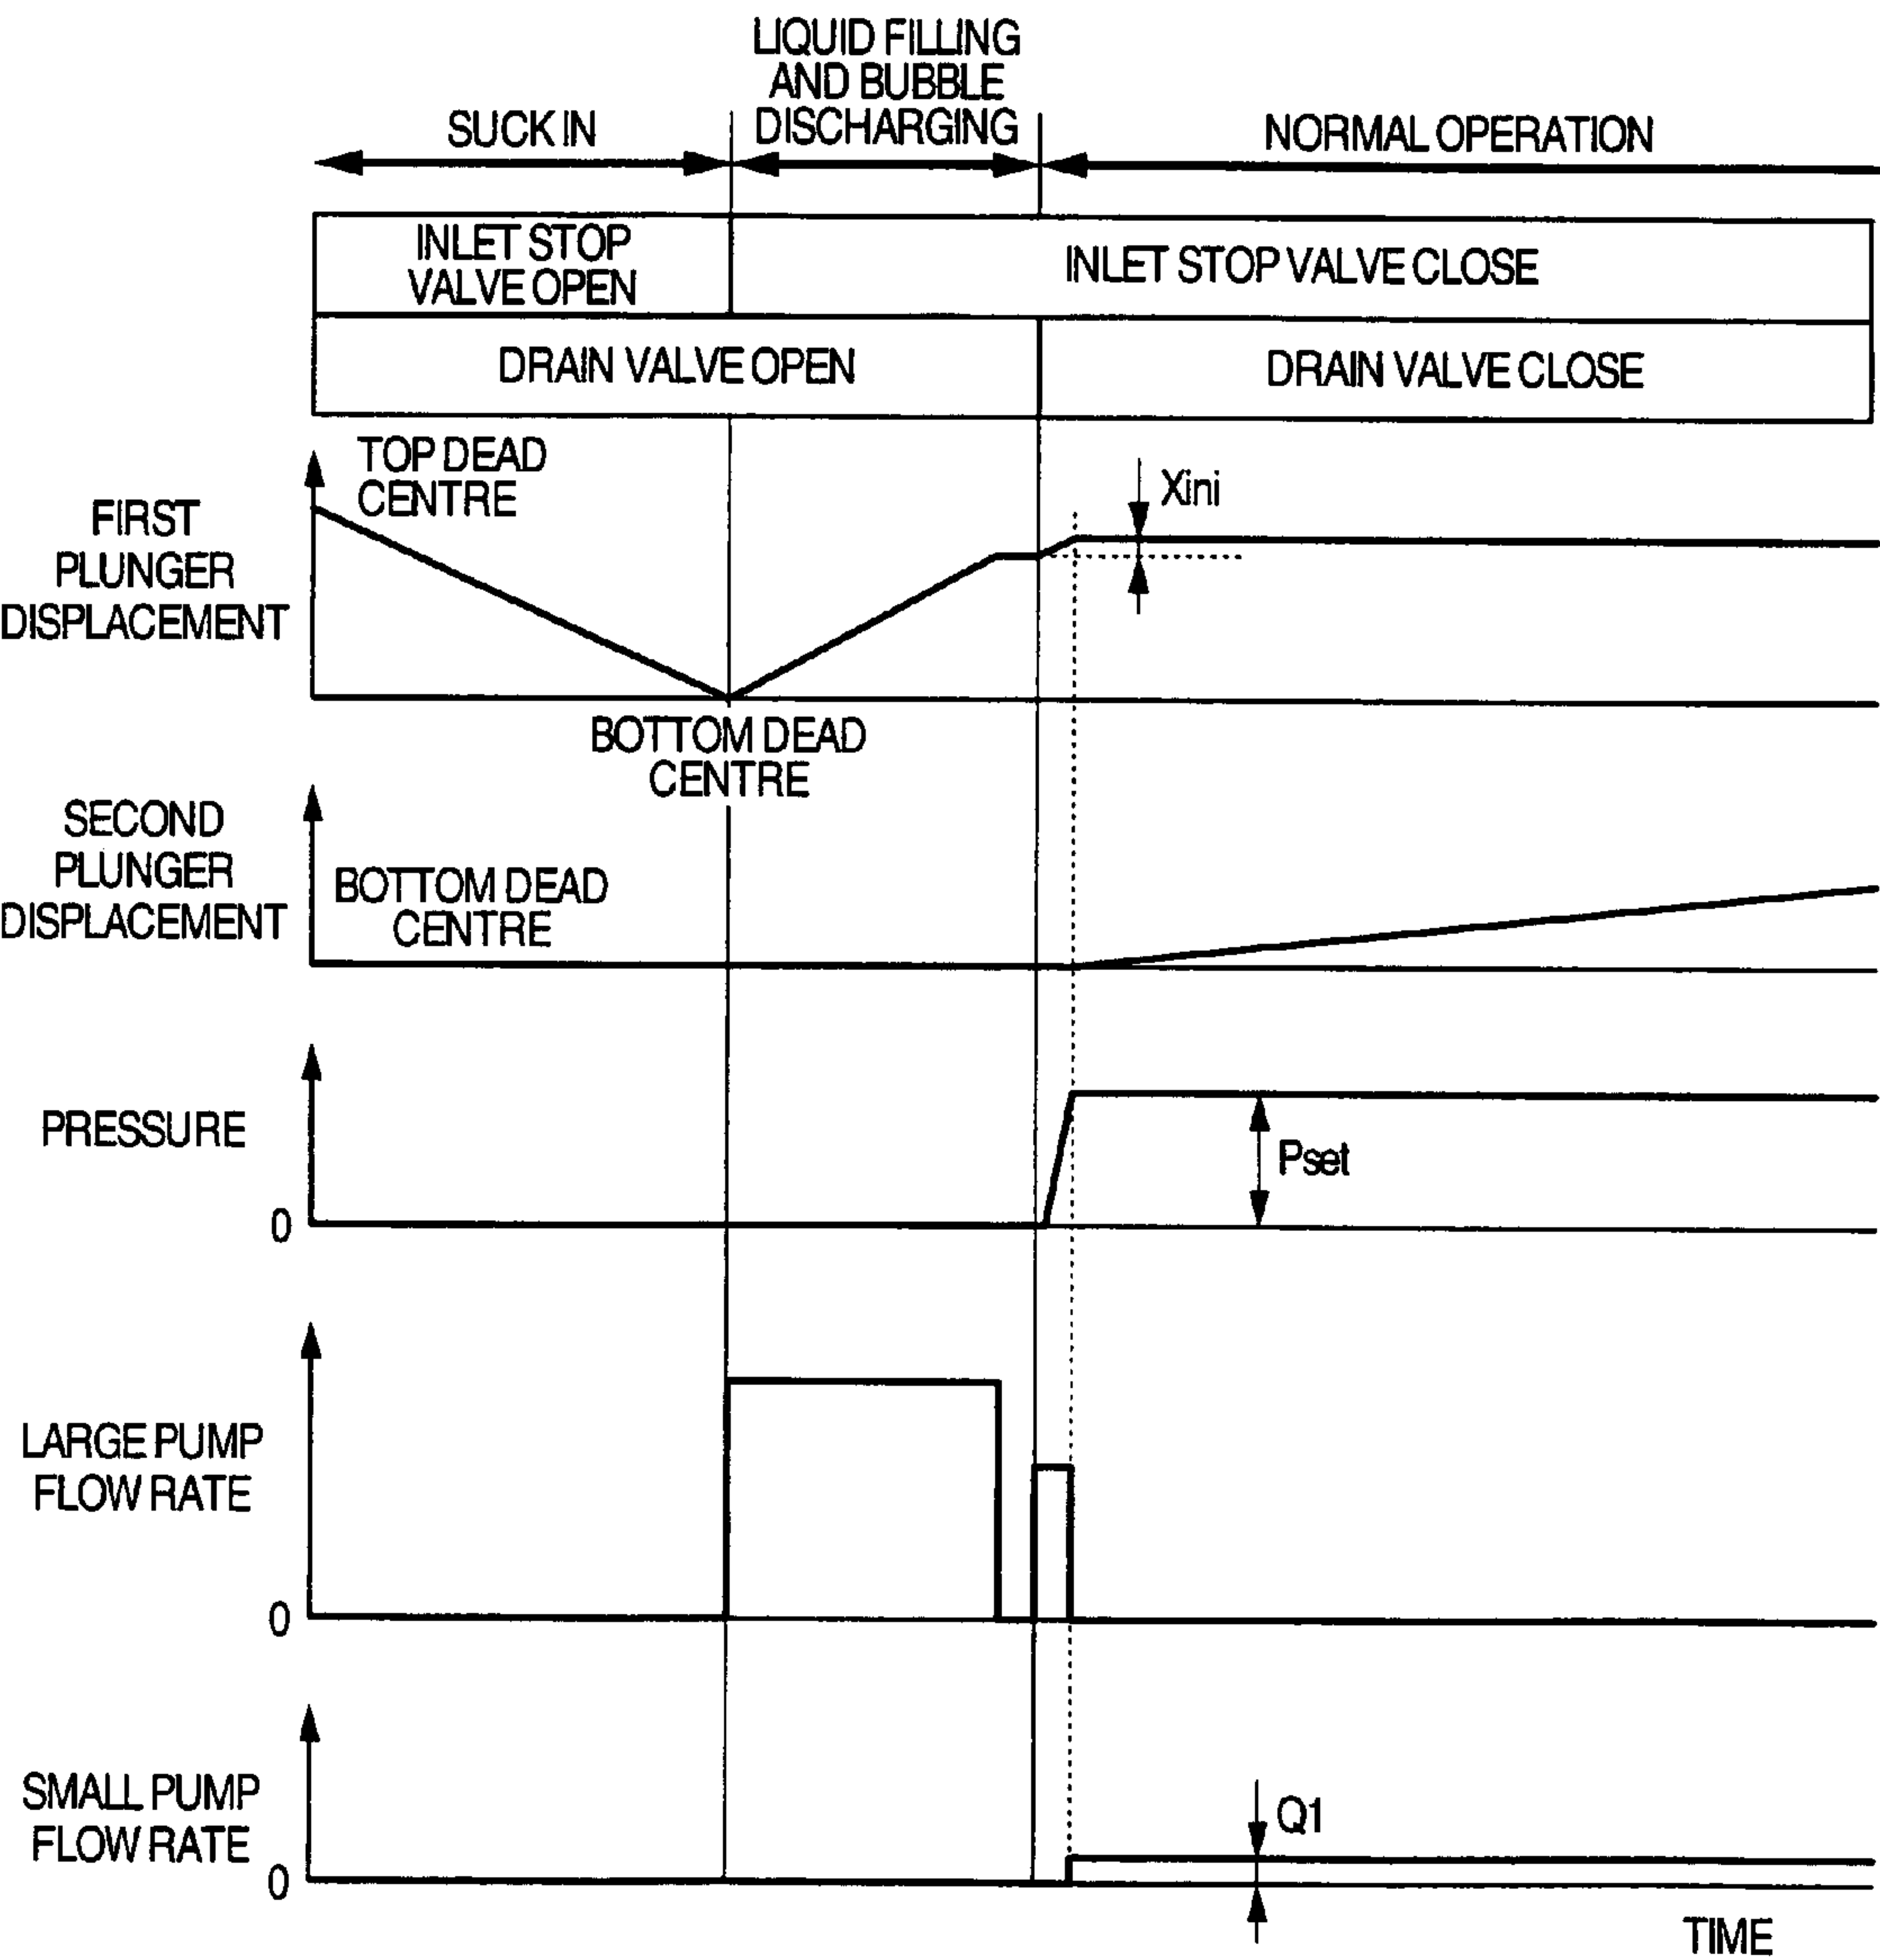 LIQUID FILLING
AND BUBBLE
DISCHARGING
SUCK IN
NORMAL OPERATION
INLET STOP
VALVE OPEN
INLET STOP VALVE CLOSE
DRAIN VALVE OPEN
DRAIN VALVE CLOSE
TOP DEAD
CENTRE
Xini
FIRST
PLUNGER
DISPLACEMENT
BOTTOM DEAD
CENTRE
SECOND
PLUNGER
DISPLACEMENT
BOTTOM DEAD
CENTRE
PRESSURE
Pset
0
LARGE PUMP
FLOW RATE
0
SMALL PUMP
FLOW RATE
Q1
0
TIME